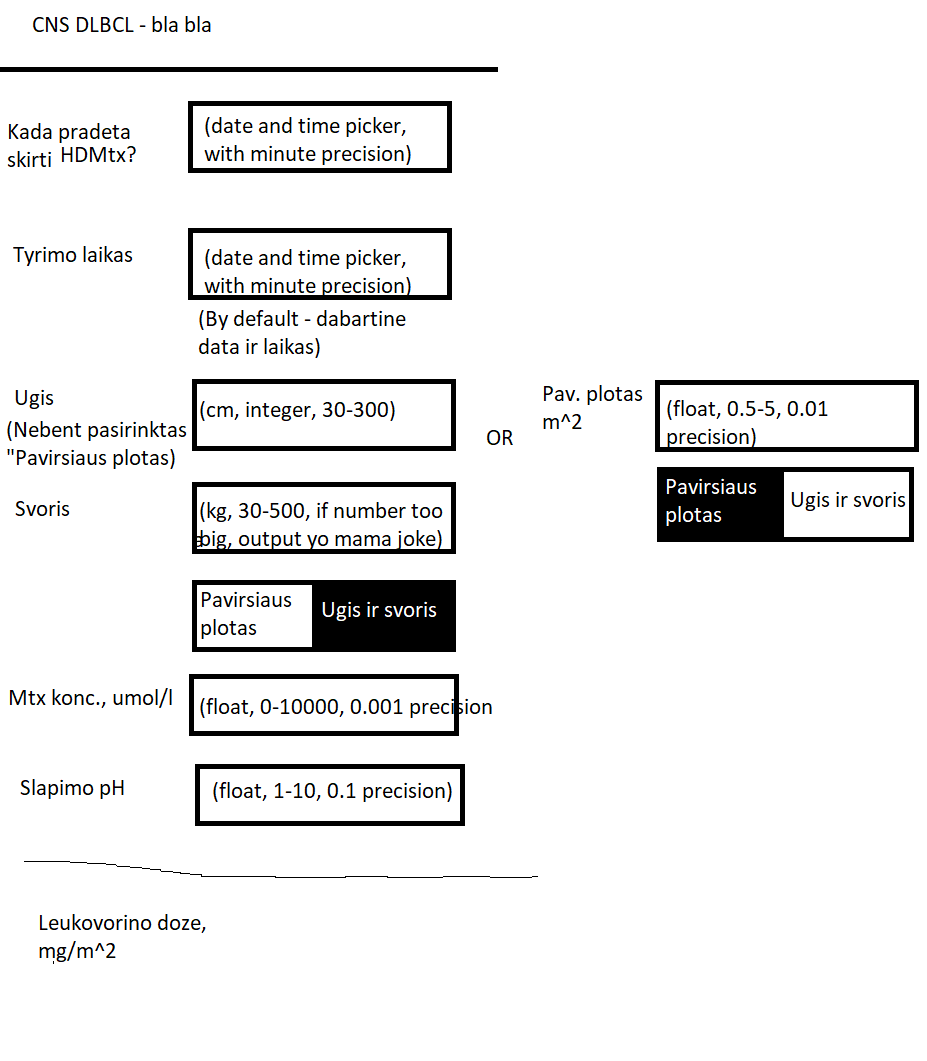 CNS DLBCL - bla bla
Kada pradeta
skirti HDMtx?
(date and time picker,
with minute precision)
Tyrimo laikas
(date and time picker,
with minute precision)
(By default - dabartine
data ir laikas)
Ugis
(Nebent pasirinktas
"Pavirsiaus plotas)
(cm, integer, 30-300)
OR
Pav. plotas
m^2
(float, 0.5-5, 0.01
precision)
Pavirsiaus
plotas
Ugis ir svoris
Svoris
(kg, 30-500, if number too
big, output yo mama joke)
Pavirsiaus
plotas
Ugis ir svoris
Mtx konc., umol/l
(float, 0-10000, 0.001 precision
Slapimo pH
(float, 1-10, 0.1 precision)
Leukovorino doze,
mg/m^2